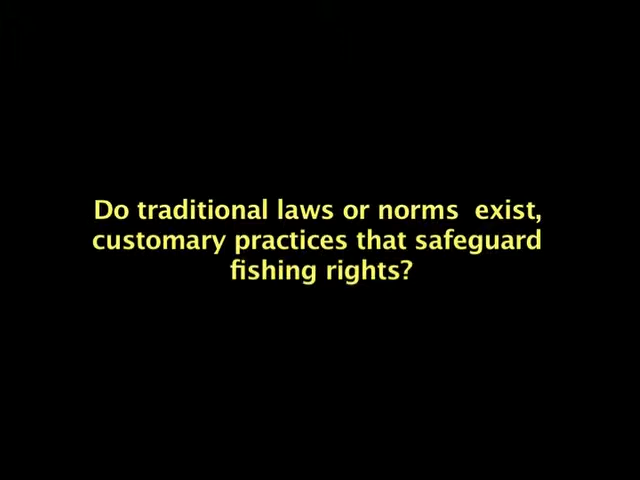 Do traditional laws or norms  exist,
customary practices that safeguard
fishing rights?